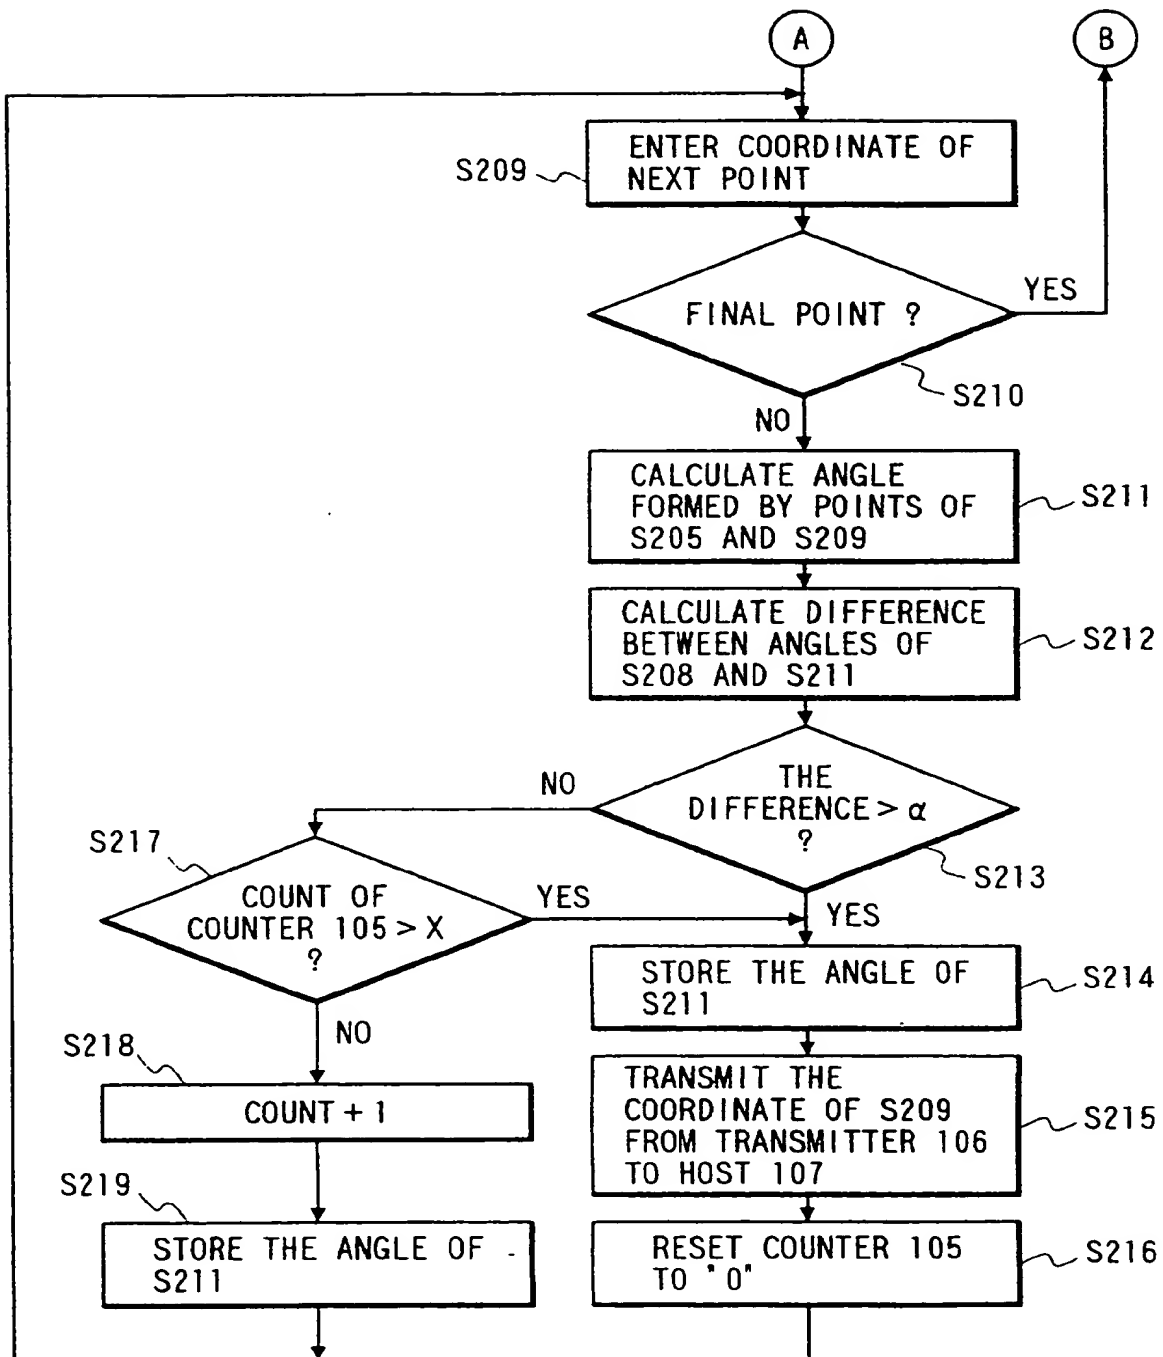 A
B
S209
ENTER COORDINATE OF
NEXT POINT
FINAL POINT ?
YES
S210
NO
CALCULATE ANGLE
FORMED BY POINTS OF
S205 AND S209
S211
CALCULATE DIFFERENCE
BETWEEN ANGLES OF
S208 AND S211
S212
THE
DIFFERENCE > α
?
NO
S213
YES
S217
COUNT OF
COUNTER 105 > X
?
YES
NO
STORE THE ANGLE OF
S211
S214
S218
COUNT + 1
TRANSMIT THE
COORDINATE OF S209
FROM TRANSMITTER 106
TO HOST 107
S215
S219
STORE THE ANGLE OF
S211
RESET COUNTER 105
TO "0"
S216